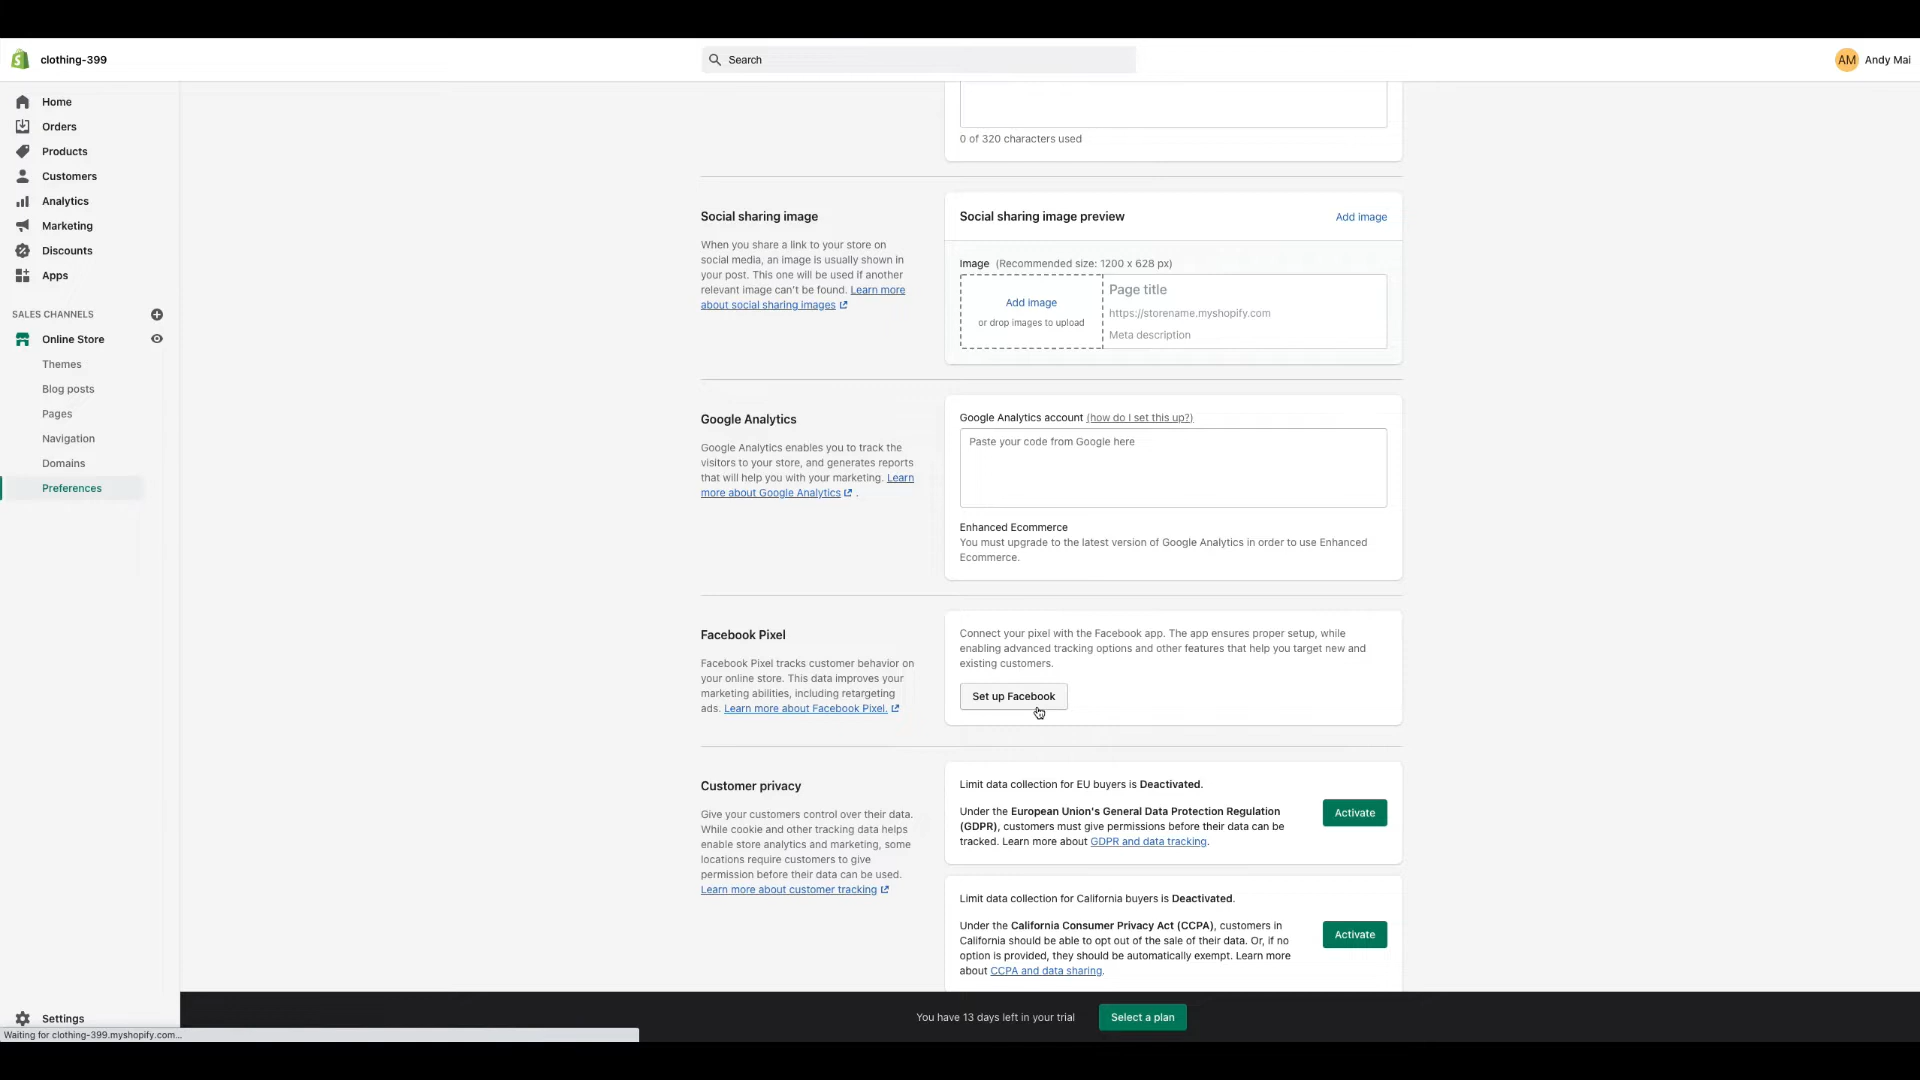 clothing-399
Search
AM Andy Mai
Home
Orders
Products
Customers
Analytics
Marketing
Discounts
Apps
SALES CHANNELS
Online Store
Themes
Blog posts
Pages
Navigation
Domains
Preferences
Settings
Waiting for clothing-399.myshopify.com...
0 of 320 characters used
Social sharing image
When you share a link to your store on
social media, an image is usually shown in
your post. This one will be used if another
relevant image can't be found. Learn more
about social sharing images
Social sharing image preview
Add image
Image (Recommended size: 1200 x 628 px)
Add image
or drop images to upload
Page title
https://storename.myshopify.com
Meta description
Google Analytics
Google Analytics enables you to track the
visitors to your store, and generates reports
that will help you with your marketing. Learn
more about Google Analytics .
Google Analytics account (how do I set this up?)
Paste your code from Google here
Enhanced Ecommerce
You must upgrade to the latest version of Google Analytics in order to use Enhanced
Ecommerce.
Facebook Pixel
Facebook Pixel tracks customer behavior on
your online store. This data improves your
marketing abilities, including retargeting
ads. Learn more about Facebook Pixel.
Connect your pixel with the Facebook app. The app ensures proper setup, while
enabling advanced tracking options and other features that help you target new and
existing customers.
Set up Facebook
Customer privacy
Give your customers control over their data.
While cookie and other tracking data helps
enable store analytics and marketing, some
locations require customers to give
permission before their data can be used.
Learn more about customer tracking
Limit data collection for EU buyers is Deactivated.
Under the European Union's General Data Protection Regulation
(GDPR), customers must give permissions before their data can be
tracked. Learn more about GDPR and data tracking.
Activate
Limit data collection for California buyers is Deactivated.
Under the California Consumer Privacy Act (CCPA), customers in
California should be able to opt out of the sale of their data. Or, if no
option is provided, they should be automatically exempt. Learn more
about CCPA and data sharing.
Activate
You have 13 days left in your trial
Select a plan